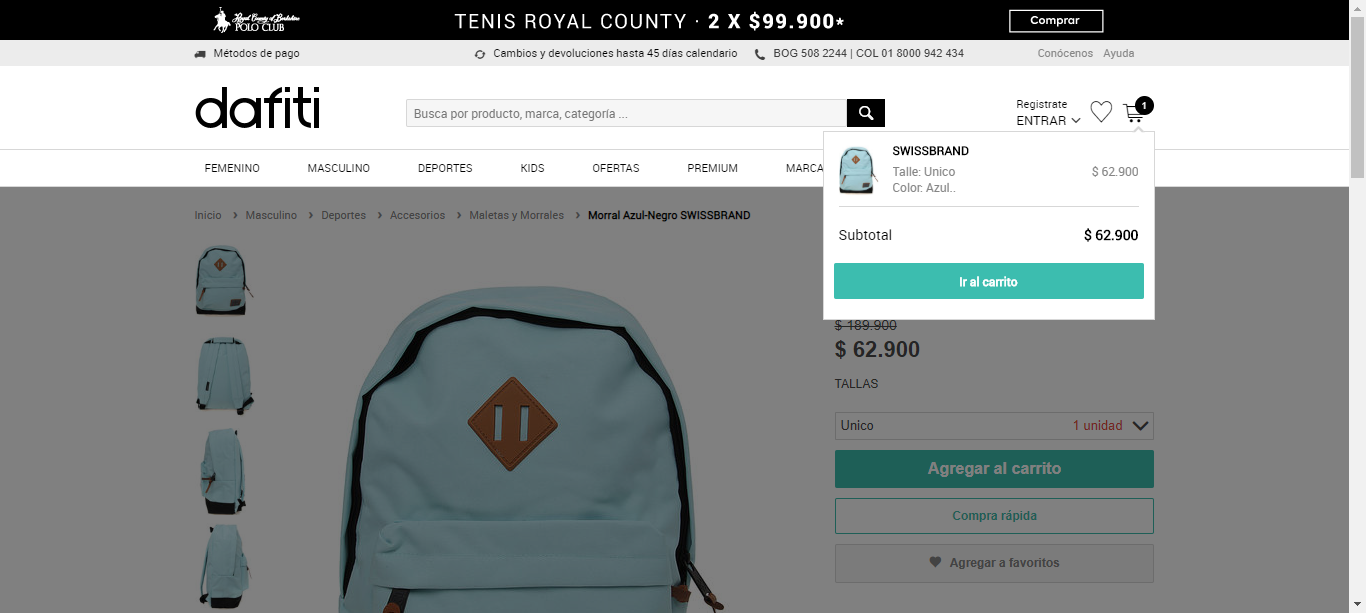 Royal County of Berkshire
POLO CLUB
TENIS ROYAL COUNTY · 2 X $99.900*
Comprar
Métodos de pago
Cambios y devoluciones hasta 45 días calendario
BOG 508 2244 | COL 01 8000 942 434
Conócenos Ayuda
dafiti
Busca por producto, marca, categoría ...
Registrate
ENTRAR
1
FEMENINO MASCULINO DEPORTES KIDS OFERTAS PREMIUM MARCA
SWISSBRAND
Talle: Unico
$ 62.900
Color: Azul..
Subtotal $ 62.900
Ir al carrito
Inicio › Masculino › Deportes › Accesorios › Maletas y Morrales › Morral Azul-Negro SWISSBRAND
$ 189.900
$ 62.900
TALLAS
Unico 1 unidad
Agregar al carrito
Compra rápida
Agregar a favoritos